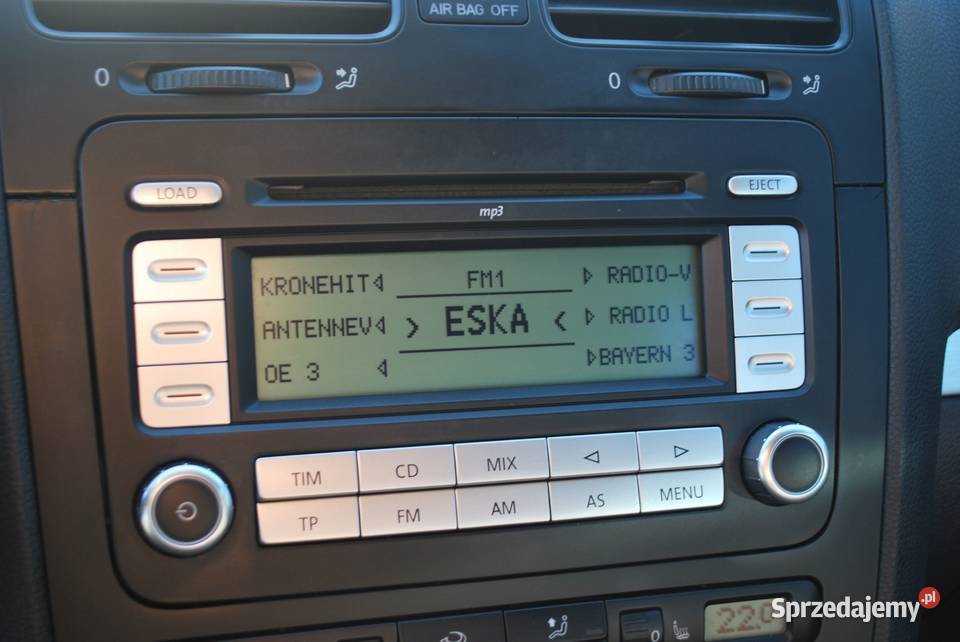 AIR BAG OFF
0
0
LOAD
EJECT
mp3
KRONEHIT FM1 RADIO-V
ANTENNEV > ESKA < RADIO L
OE 3 BAYERN 3
TIM CD MIX
TP FM AM AS MENU
0
22.0
Sprzedajemy.pl